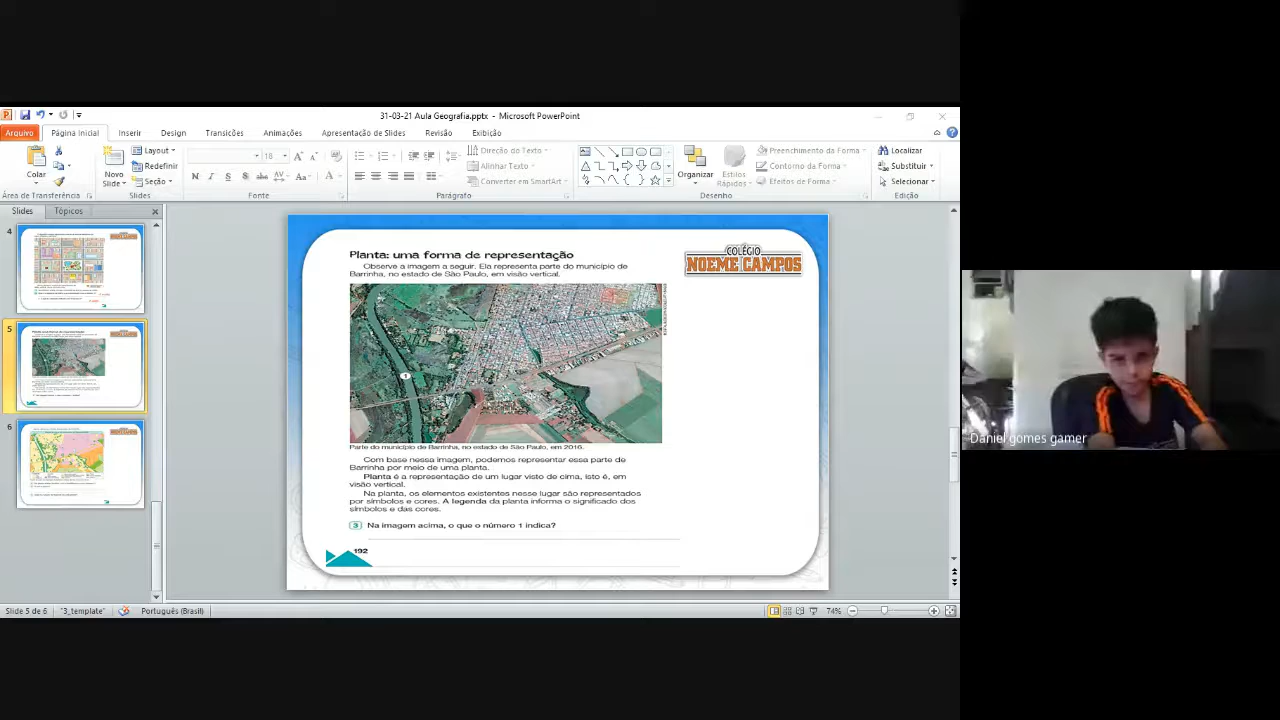 31-03-21 Aula Geografia.pptx - Microsoft PowerPoint
Arquivo
Página Inicial
Inserir
Design
Transições
Animações
Apresentação de Slides
Revisão
Exibição
Colar
Novo
Slide
Layout
Redefinir
Seção
18
N I S abc AV Aa A
Direção do Texto
Alinhar Texto
Converter em SmartArt
Organizar
Estilos
Rápidos
Preenchimento da Forma
Contorno da Forma
Efeitos de Forma
Localizar
Substituir
Selecionar
Área de Transferência
Slides
Fonte
Parágrafo
Desenho
Edição
Slides
Tópicos
4
5
6
Planta: uma forma de representação
Observe a imagem a seguir. Ela representa parte do município de
Barrinha, no estado de São Paulo, em visão vertical.
COLÉGIO
NOEME CAMPOS
1
Parte do município de Barrinha, no estado de São Paulo, em 2016.
Com base nessa imagem, podemos representar essa parte de
Barrinha por meio de uma planta.
Planta é a representação de um lugar visto de cima, isto é, em
visão vertical.
Na planta, os elementos existentes nesse lugar são representados
por símbolos e cores. A legenda da planta informa o significado dos
símbolos e das cores.
3 Na imagem acima, o que o número 1 indica?
192
Slide 5 de 6
"3_template"
Português (Brasil)
74%
Daniel gomes gamer